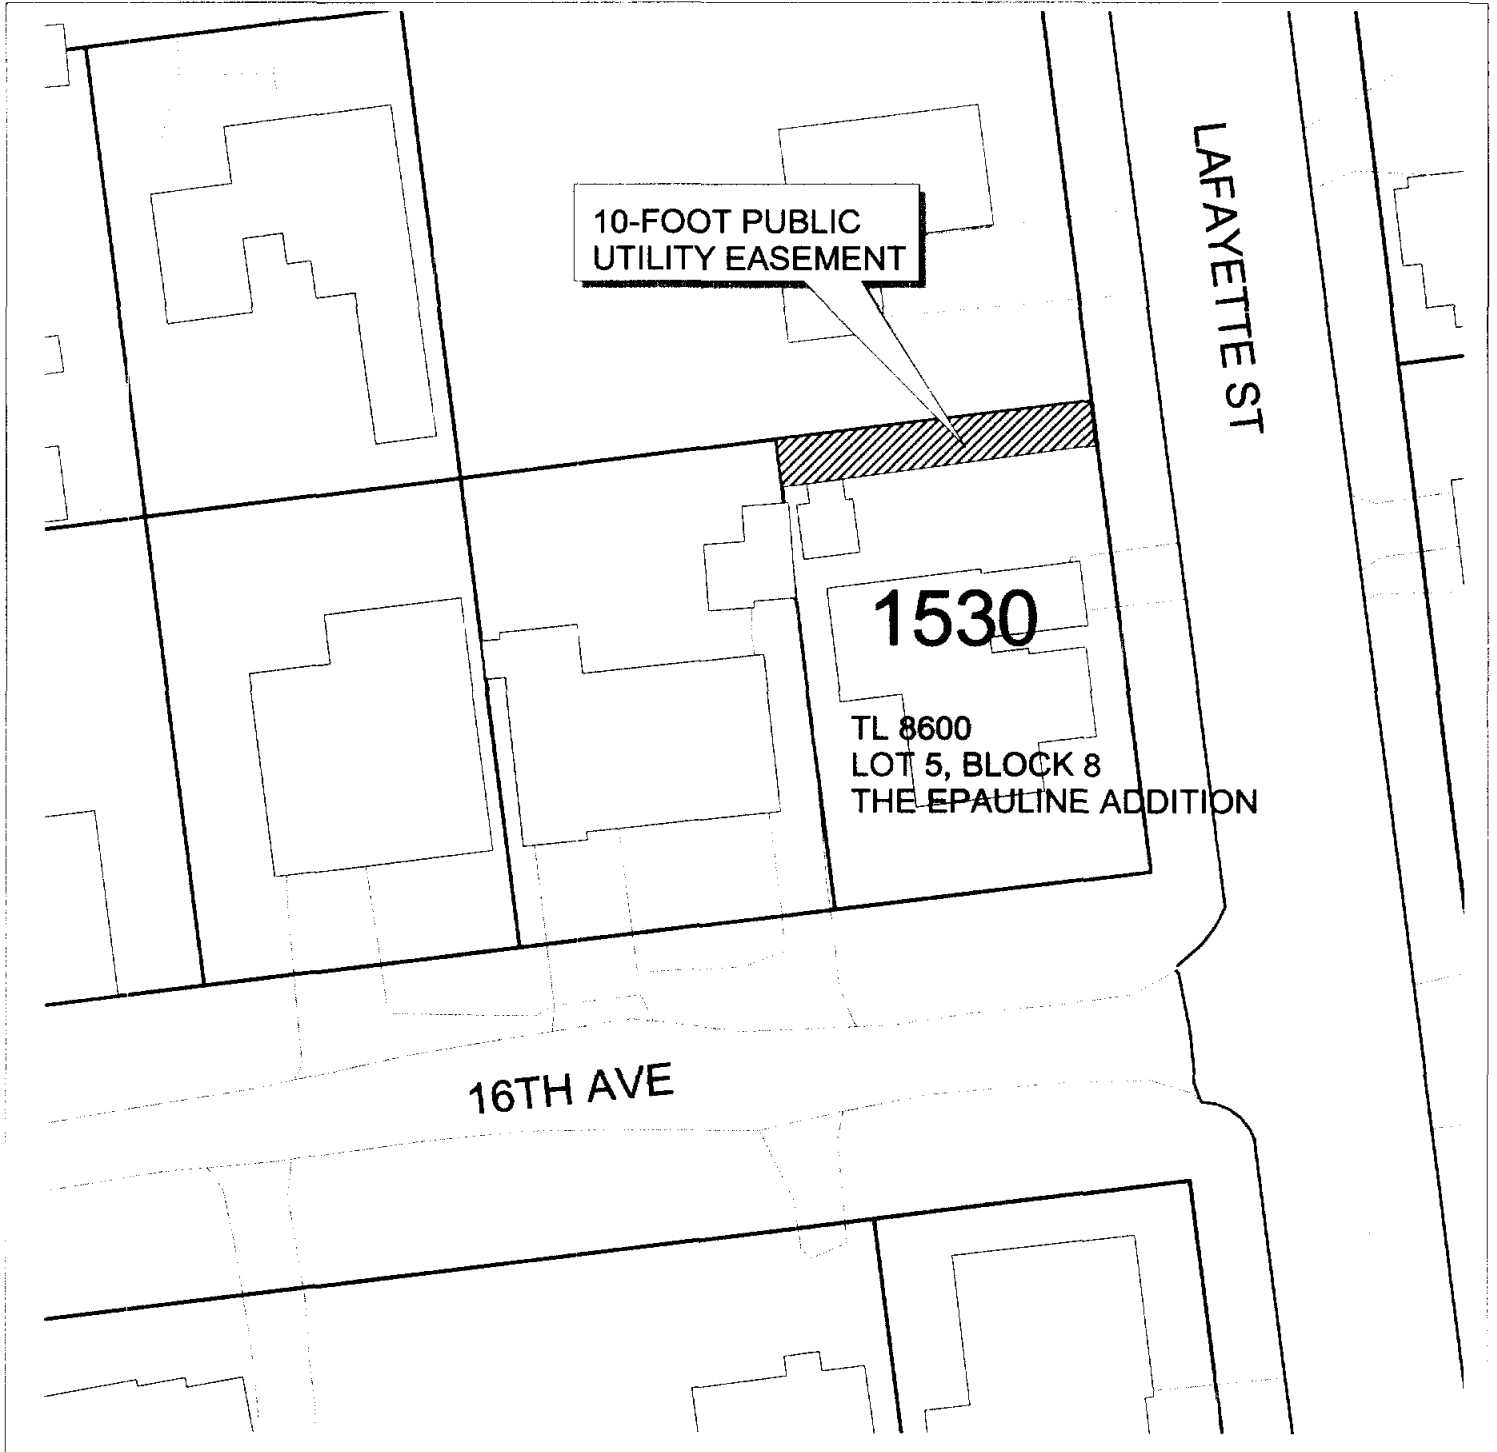 10-FOOT PUBLIC
UTILITY EASEMENT
LAFAYETTE ST
1530
TL 8600
LOT 5, BLOCK 8
THE EPAULINE ADDITION
16TH AVE